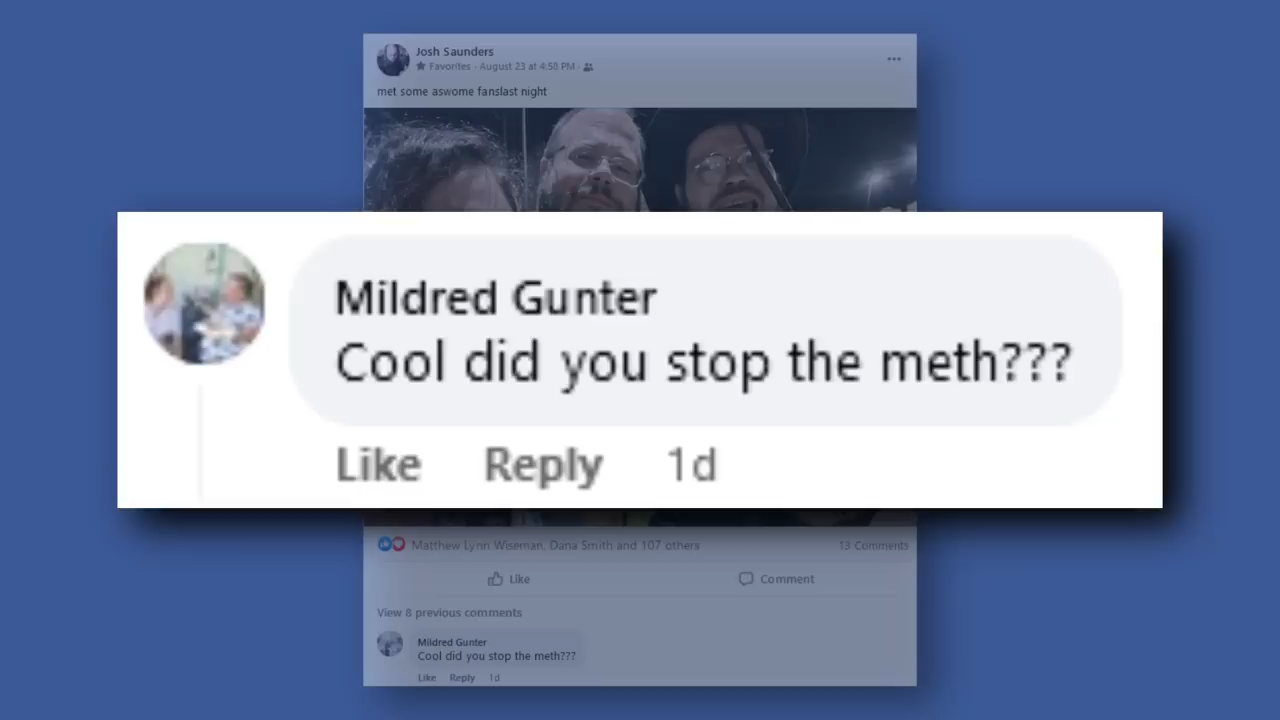 Josh Saunders
Favorites · August 23 at 4:58 PM ·
met some aswome fanslast night
Mildred Gunter
Cool did you stop the meth???
Like Reply 1d
Matthew Lynn Wiseman, Dana Smith and 107 others 13 Comments
Like Comment
View 8 previous comments
Mildred Gunter
Cool did you stop the meth???
Like Reply 1d